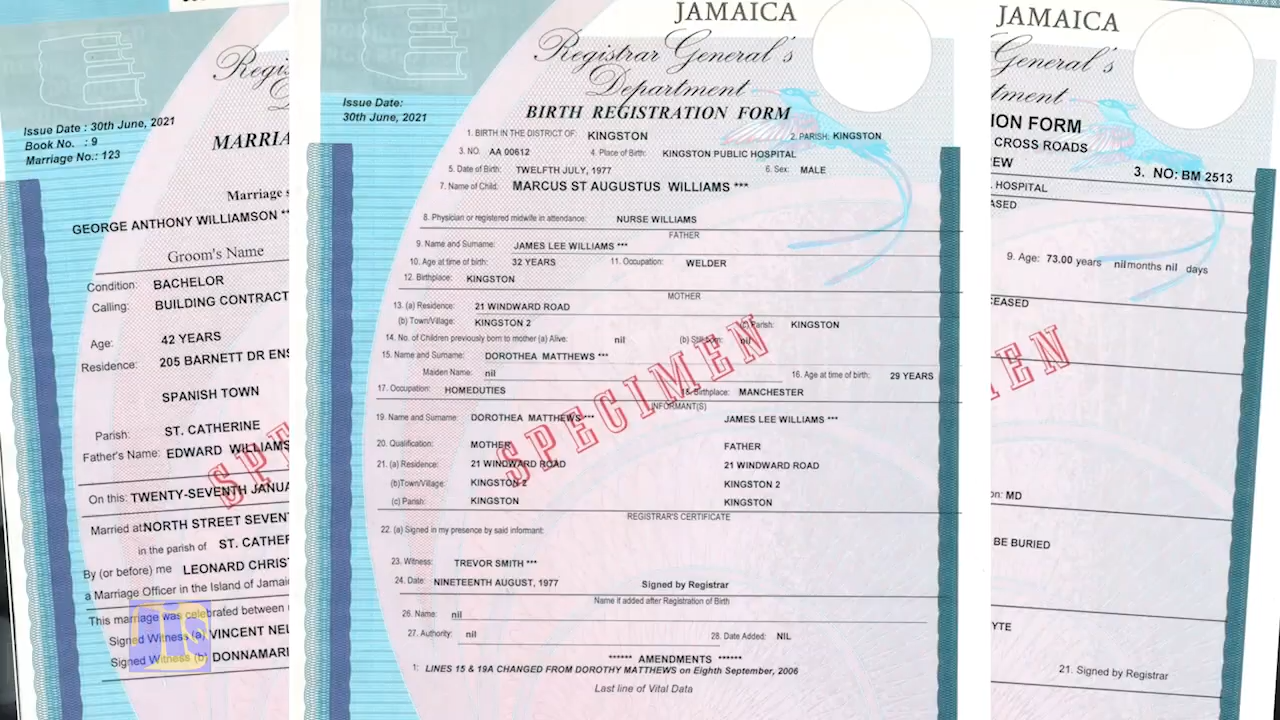 Issue Date : 30th June, 2021
Book No. : 9
Marriage No.: 123
MARRIA
Marriage s
GEORGE ANTHONY WILLIAMSON **
Groom's Name
Condition: BACHELOR
Calling: BUILDING CONTRACT
Age: 42 YEARS
Residence: 205 BARNETT DR ENS
SPANISH TOWN
Parish: ST. CATHERINE
Father's Name: EDWARD WILLIAMS
On this: TWENTY-SEVENTH JANUA
Married at NORTH STREET SEVENT
in the parish of ST. CATHER
By (or before) me LEONARD CHRIST
a Marriage Officer in the Island of Jamaic
This marriage was celebrated between
Signed Witness (a) VINCENT NEL
Signed Witness (b) DONNAMARI
JAMAICA
Registrar General's
Department
Issue Date:
30th June, 2021
BIRTH REGISTRATION FORM
1. BIRTH IN THE DISTRICT OF: KINGSTON 2. PARISH: KINGSTON
3. NO. AA 00612 4. Place of Birth: KINGSTON PUBLIC HOSPITAL
5. Date of Birth: TWELFTH JULY, 1977 6. Sex: MALE
7. Name of Child: MARCUS ST AUGUSTUS WILLIAMS ***
8. Physician or registered midwife in attendance: NURSE WILLIAMS
FATHER
9. Name and Surname: JAMES LEE WILLIAMS ***
10. Age at time of birth: 32 YEARS 11. Occupation: WELDER
12. Birthplace: KINGSTON
MOTHER
13. (a) Residence: 21 WINDWARD ROAD
(b) Town/Village: KINGSTON 2 (c) Parish: KINGSTON
14. No. of Children previously born to mother (a) Alive: nil (b) Still-born: nil
15. Name and Surname: DOROTHEA MATTHEWS ***
Maiden Name: nil 16. Age at time of birth: 29 YEARS
17. Occupation: HOMEDUTIES 18. Birthplace: MANCHESTER
INFORMANT(S)
19. Name and Surname: DOROTHEA MATTHEWS *** JAMES LEE WILLIAMS ***
20. Qualification: MOTHER FATHER
21. (a) Residence: 21 WINDWARD ROAD 21 WINDWARD ROAD
(b)Town/Village: KINGSTON 2 KINGSTON 2
(c) Parish: KINGSTON KINGSTON
REGISTRAR'S CERTIFICATE
22. (a) Signed in my presence by said informant:
23. Witness: TREVOR SMITH ***
24. Date: NINETEENTH AUGUST, 1977 Signed by Registrar
Name if added after Registration of Birth
26. Name: nil
27. Authority: nil 28. Date Added: NIL
****** AMENDMENTS ******
1: LINES 15 & 19A CHANGED FROM DOROTHY MATTHEWS on Eighth September, 2006
Last line of Vital Data
SPECIMEN
JAMAICA
General's
tment
ION FORM
CROSS ROADS
EW
3. NO: BM 2513
HOSPITAL
ASED
9. Age: 73.00 years nil months nil days
CEASED
MEN
on: MD
BE BURIED
YTE
21. Signed by Registrar